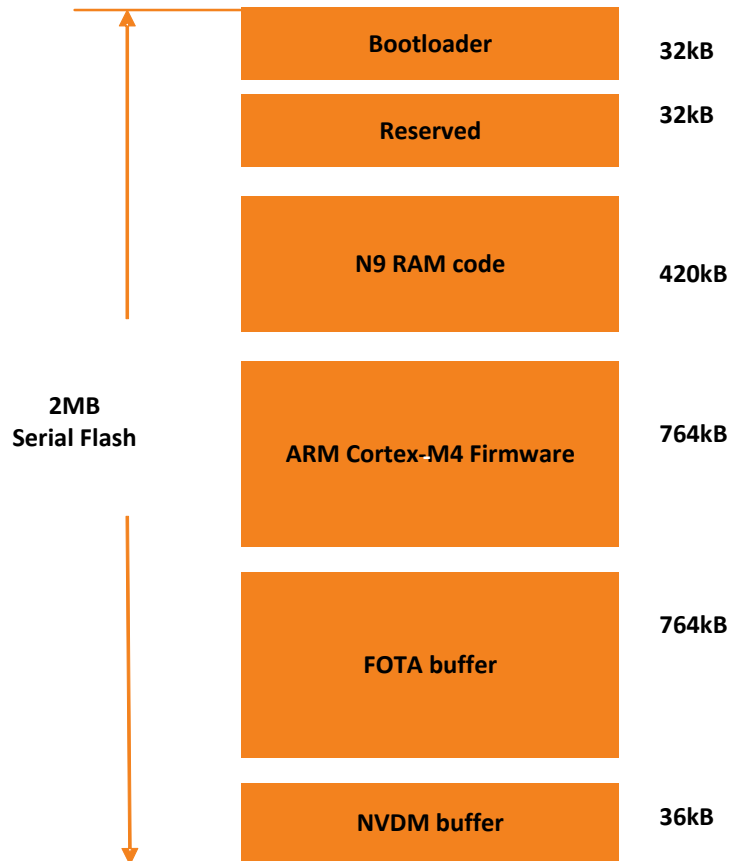 Bootloader
32kB
Reserved
32kB
N9 RAM code
420kB
2MB
Serial Flash
ARM Cortex-M4 Firmware
764kB
FOTA buffer
764kB
NVDM buffer
36kB